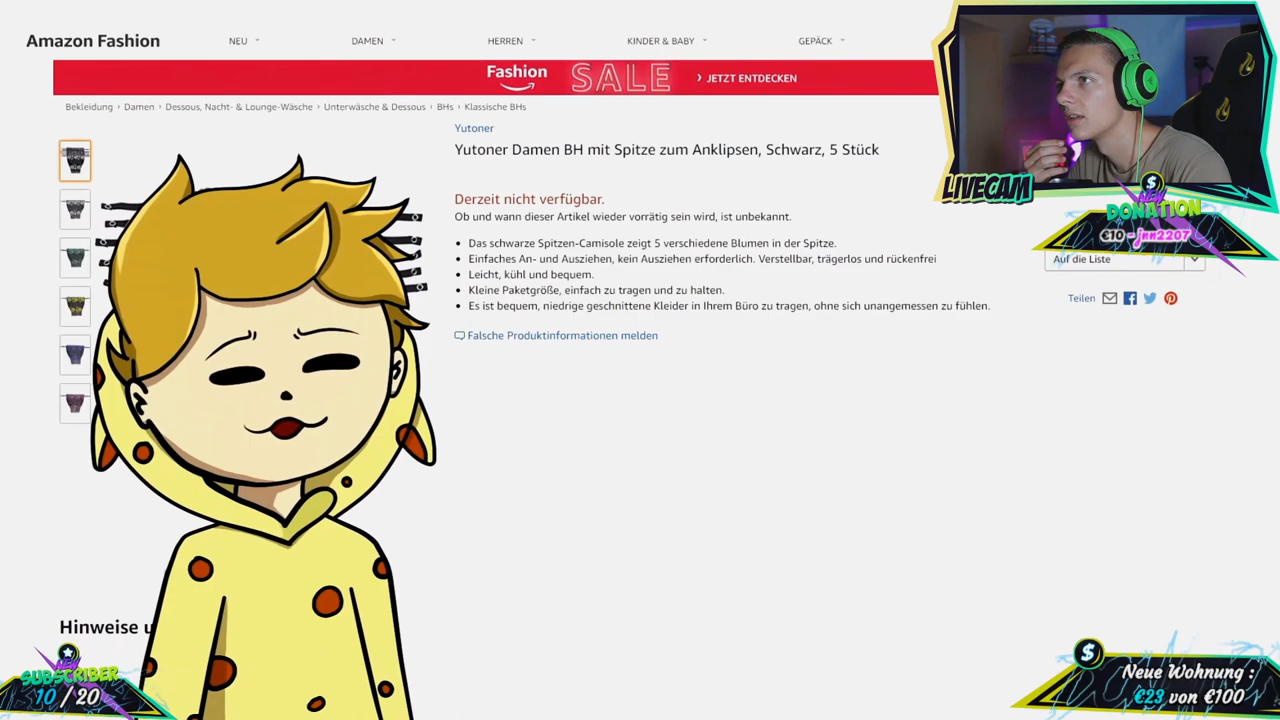 Amazon Fashion
NEU
DAMEN
HERREN
KINDER & BABY
GEPÄCK
Fashion
SALE
› JETZT ENTDECKEN
Bekleidung › Damen › Dessous, Nacht- & Lounge-Wäsche › Unterwäsche & Dessous › BHs › Klassische BHs
Yutoner
Yutoner Damen BH mit Spitze zum Anklipsen, Schwarz, 5 Stück
Derzeit nicht verfügbar.
Ob und wann dieser Artikel wieder vorrätig sein wird, ist unbekannt.
Das schwarze Spitzen-Camisole zeigt 5 verschiedene Blumen in der Spitze.
Einfaches An- und Ausziehen, kein Ausziehen erforderlich. Verstellbar, trägerlos und rückenfrei
Leicht, kühl und bequem.
Kleine Paketgröße, einfach zu tragen und zu halten.
Es ist bequem, niedrige geschnittene Kleider in Ihrem Büro zu tragen, ohne sich unangemessen zu fühlen.
Falsche Produktinformationen melden
LIVECAM
$
NEW
DONATION
€10 - jnn2207
Auf die Liste
Teilen
Hinweise u
NEW
SUBSCRIBER
10 / 20
$
Neue Wohnung :
€23 von €100